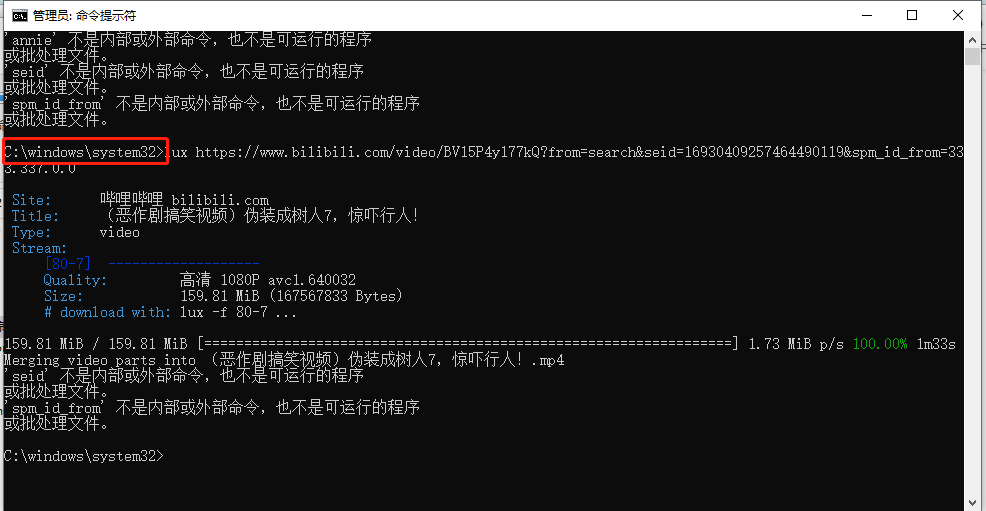 管理员: 命令提示符
'annie' 不是内部或外部命令，也不是可运行的程序
或批处理文件。
'seid' 不是内部或外部命令，也不是可运行的程序
或批处理文件。
'spm_id_from' 不是内部或外部命令，也不是可运行的程序
或批处理文件。
C:\windows\system32>lux https://www.bilibili.com/video/BV15P4y177kQ?from=search&seid=16930409257464490119&spm_id_from=33
3.337.0.0
Site: 哔哩哔哩 bilibili.com
Title: （恶作剧搞笑视频）伪装成树人7，惊吓行人！
Type: video
Stream:
[80-7] -------------------
Quality: 高清 1080P avc1.640032
Size: 159.81 MiB (167567833 Bytes)
# download with: lux -f 80-7 ...
159.81 MiB / 159.81 MiB [=================================================================] 1.73 MiB p/s 100.00% 1m33s
Merging video parts into （恶作剧搞笑视频）伪装成树人7，惊吓行人！.mp4
'seid' 不是内部或外部命令，也不是可运行的程序
或批处理文件。
'spm_id_from' 不是内部或外部命令，也不是可运行的程序
或批处理文件。
C:\windows\system32>